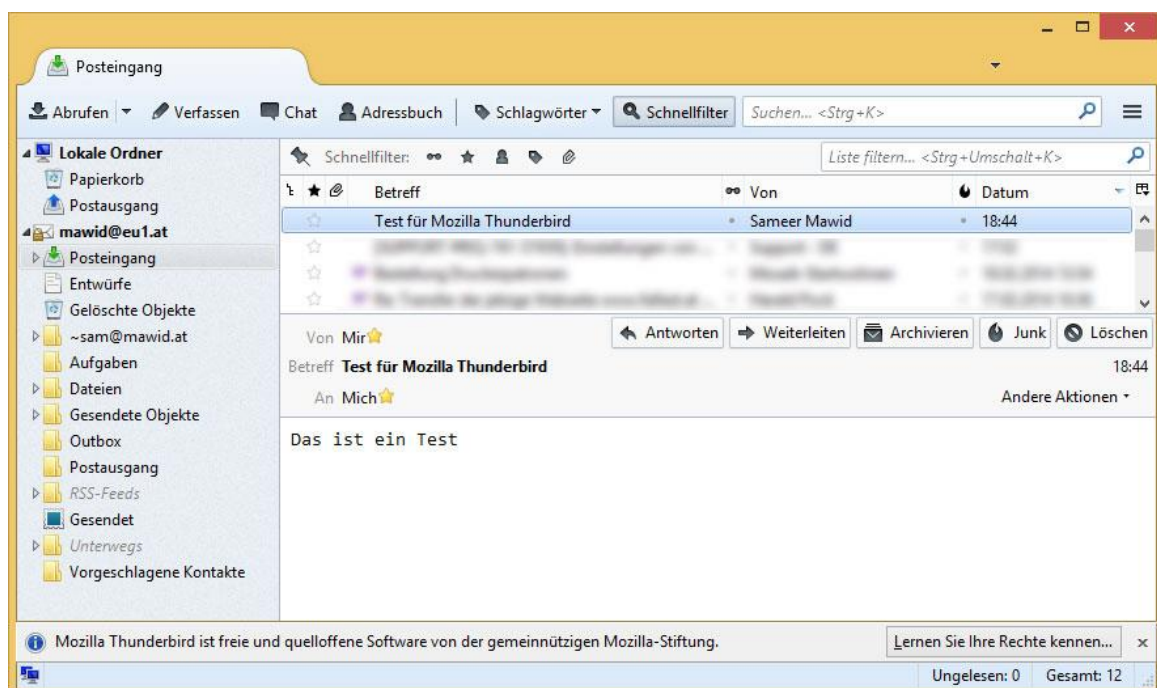 Posteingang
Abrufen Verfassen Chat Adressbuch Schlagwörter Schnellfilter Suchen... <Strg+K>
Lokale Ordner
Papierkorb
Postausgang
mawid@eu1.at
Posteingang
Entwürfe
Gelöschte Objekte
~sam@mawid.at
Aufgaben
Dateien
Gesendete Objekte
Outbox
Postausgang
RSS-Feeds
Gesendet
Unterwegs
Vorgeschlagene Kontakte
Schnellfilter: Liste filtern... <Strg+Umschalt+K>
Betreff Von Datum
Test für Mozilla Thunderbird Sameer Mawid 18:44
Von Mir Antworten Weiterleiten Archivieren Junk Löschen
Betreff Test für Mozilla Thunderbird 18:44
An Mich Andere Aktionen
Das ist ein Test
Mozilla Thunderbird ist freie und quelloffene Software von der gemeinnützigen Mozilla-Stiftung. Lernen Sie Ihre Rechte kennen...
Ungelesen: 0 Gesamt: 12